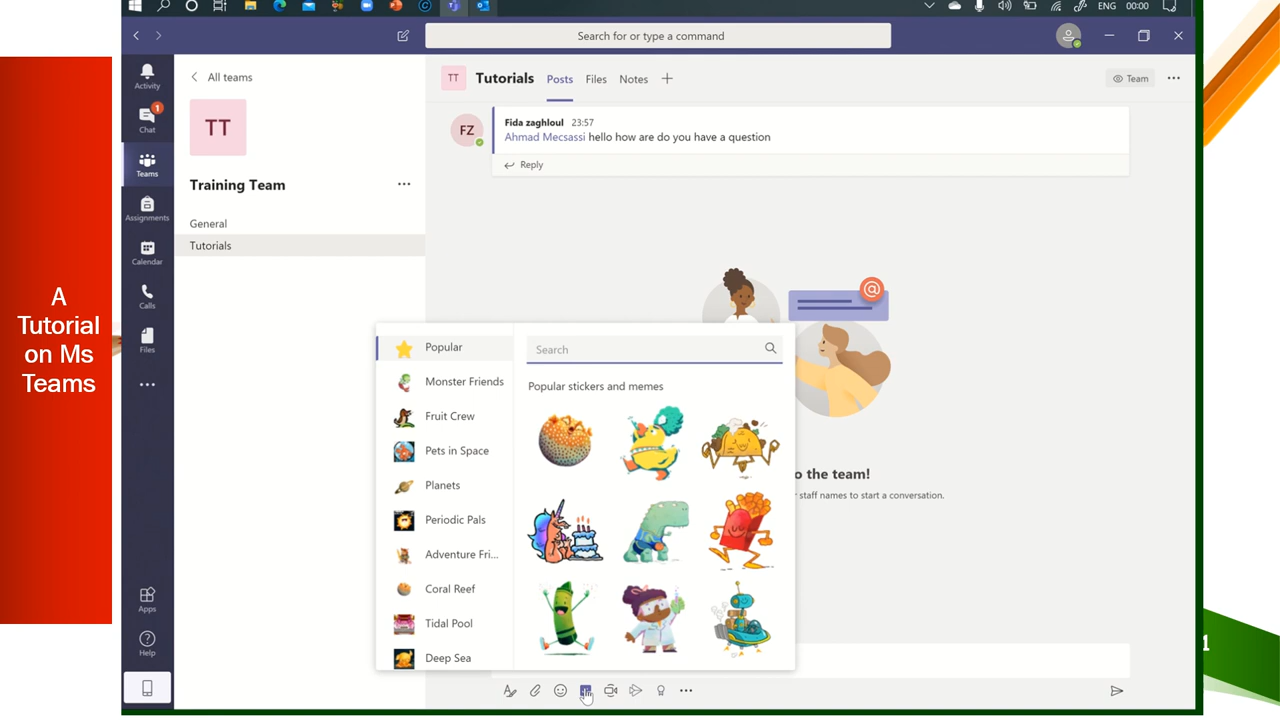 ENG
00:00
Search for or type a command
Activity
Chat
1
Teams
Assignments
Calendar
Calls
Files
Apps
Help
All teams
TT
Training Team
General
Tutorials
TT
Tutorials
Posts
Files
Notes
Team
FZ
Fida zaghloul 23:57
Ahmad Mecsassi hello how are do you have a question
Reply
@
Popular
Monster Friends
Fruit Crew
Pets in Space
Planets
Periodic Pals
Adventure Fri...
Coral Reef
Tidal Pool
Deep Sea
Search
Popular stickers and memes
o the team!
staff names to start a conversation.
A
Tutorial
on Ms
Teams
1